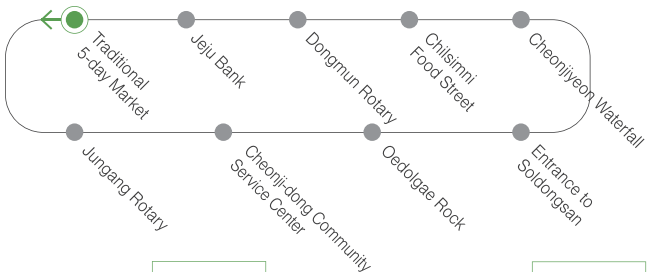 Traditional
5-day Market
Jeju Bank
Dongmun Rotary
Chilsimni
Food Street
Cheonjiyeon Waterfall
Jungang Rotary
Cheonji-dong Community
Service Center
Oedolgae Rock
Entrance to
Soldongsan